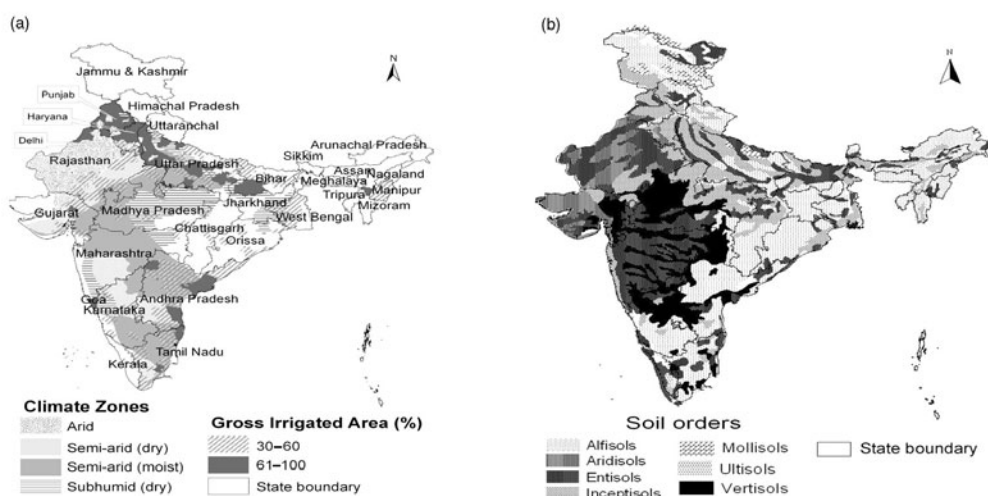 (a)
N
Jammu & Kashmir
Punjab
Himachal Pradesh
Haryana
Uttaranchal
Delhi
Rajasthan
Uttar Pradesh
Sikkim
Arunachal Pradesh
Bihar
Assam
Nagaland
Meghalaya
Manipur
Tripura
Mizoram
Gujarat
Madhya Pradesh
Jharkhand
West Bengal
Chattisgarh
Orissa
Maharashtra
Goa
Karnataka
Andhra Pradesh
Tamil Nadu
Kerala
Climate Zones
Arid
Semi-arid (dry)
Semi-arid (moist)
Subhumid (dry)
Gross Irrigated Area (%)
30–60
61–100
State boundary
(b)
N
Soil orders
Alfisols
Aridisols
Entisols
Inceptisols
Mollisols
Ultisols
Vertisols
State boundary